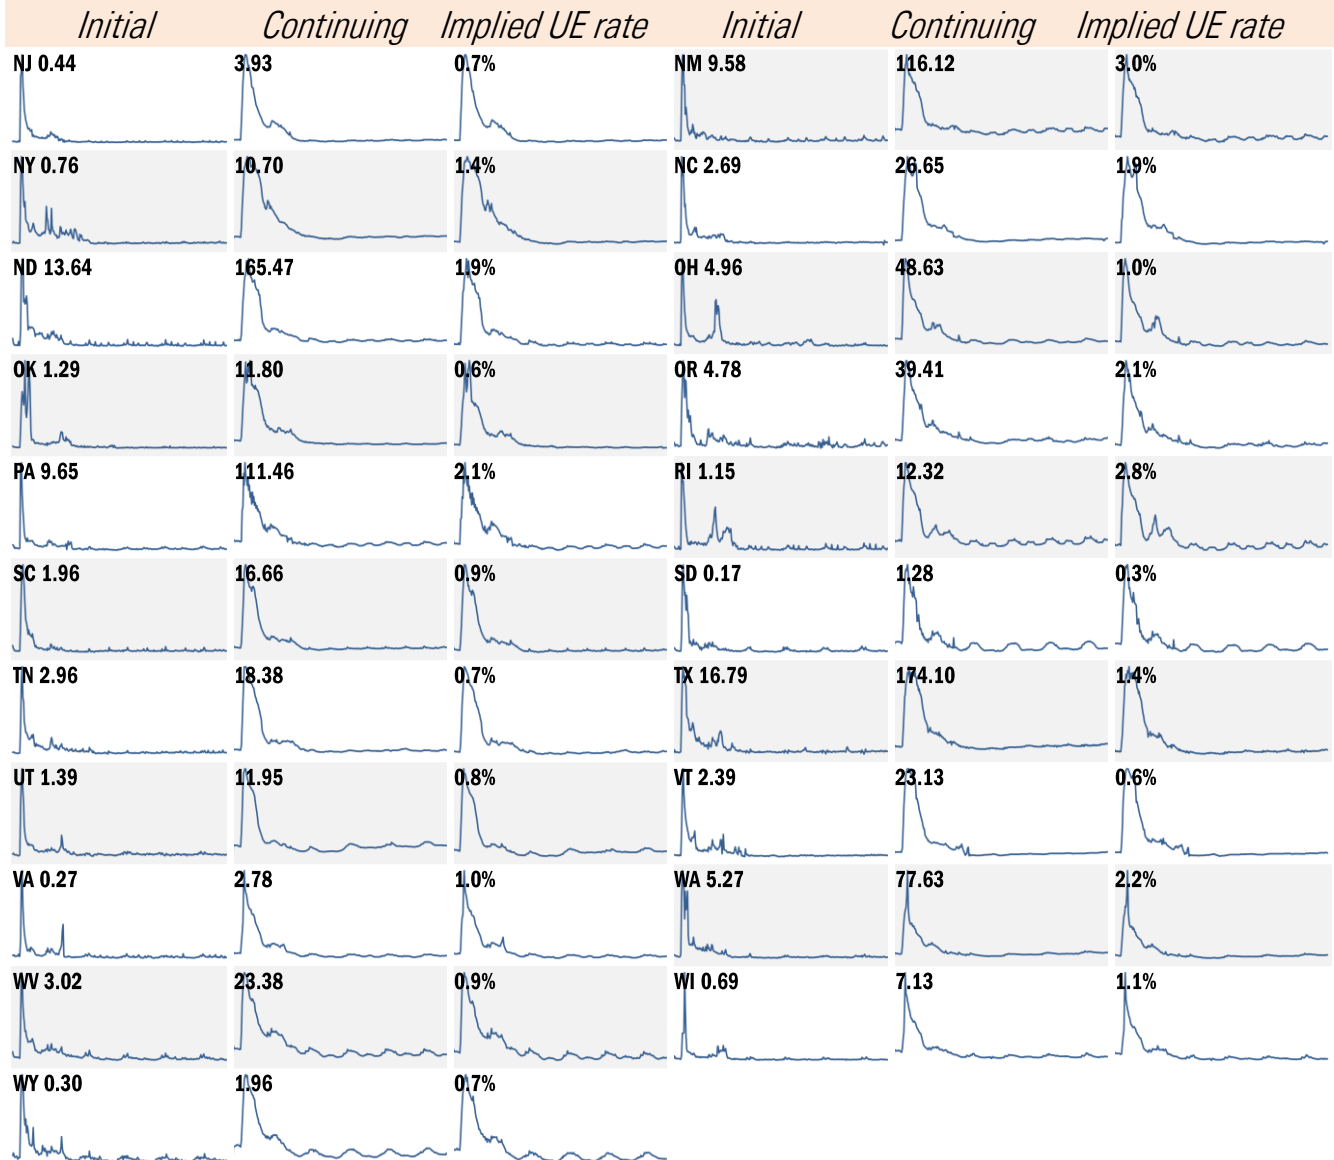 Initial Continuing Implied UE rate Initial Continuing Implied UE rate
NJ 0.44 3.93 0.7% NM 9.58 116.12 3.0%
NY 0.76 10.70 1.4% NC 2.69 26.65 1.9%
ND 13.64 165.47 1.9% OH 4.96 48.63 1.0%
OK 1.29 11.80 0.6% OR 4.78 39.41 2.1%
PA 9.65 111.46 2.1% RI 1.15 12.32 2.8%
SC 1.96 16.66 0.9% SD 0.17 1.28 0.3%
TN 2.96 18.38 0.7% TX 16.79 174.10 1.4%
UT 1.39 11.95 0.8% VT 2.39 23.13 0.6%
VA 0.27 2.78 1.0% WA 5.27 77.63 2.2%
WV 3.02 23.38 0.9% WI 0.69 7.13 1.1%
WY 0.30 1.96 0.7%